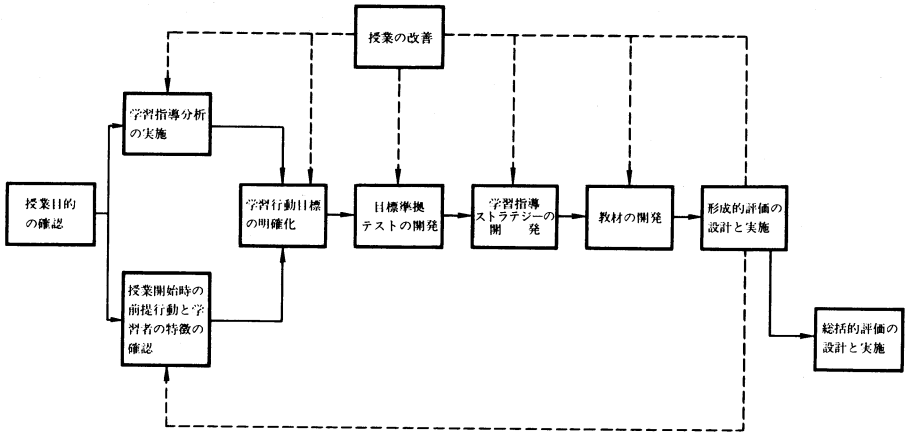 授業の改善
学習指導分析
の実施
授業目的
の確認
学習行動目標
の明確化
目標準拠
テストの開発
学習指導
ストラテジーの
開　　発
教材の開発
形成的評価の
設計と実施
授業開始時の
前提行動と学
習者の特徴の
確認
総括的評価の
設計と実施